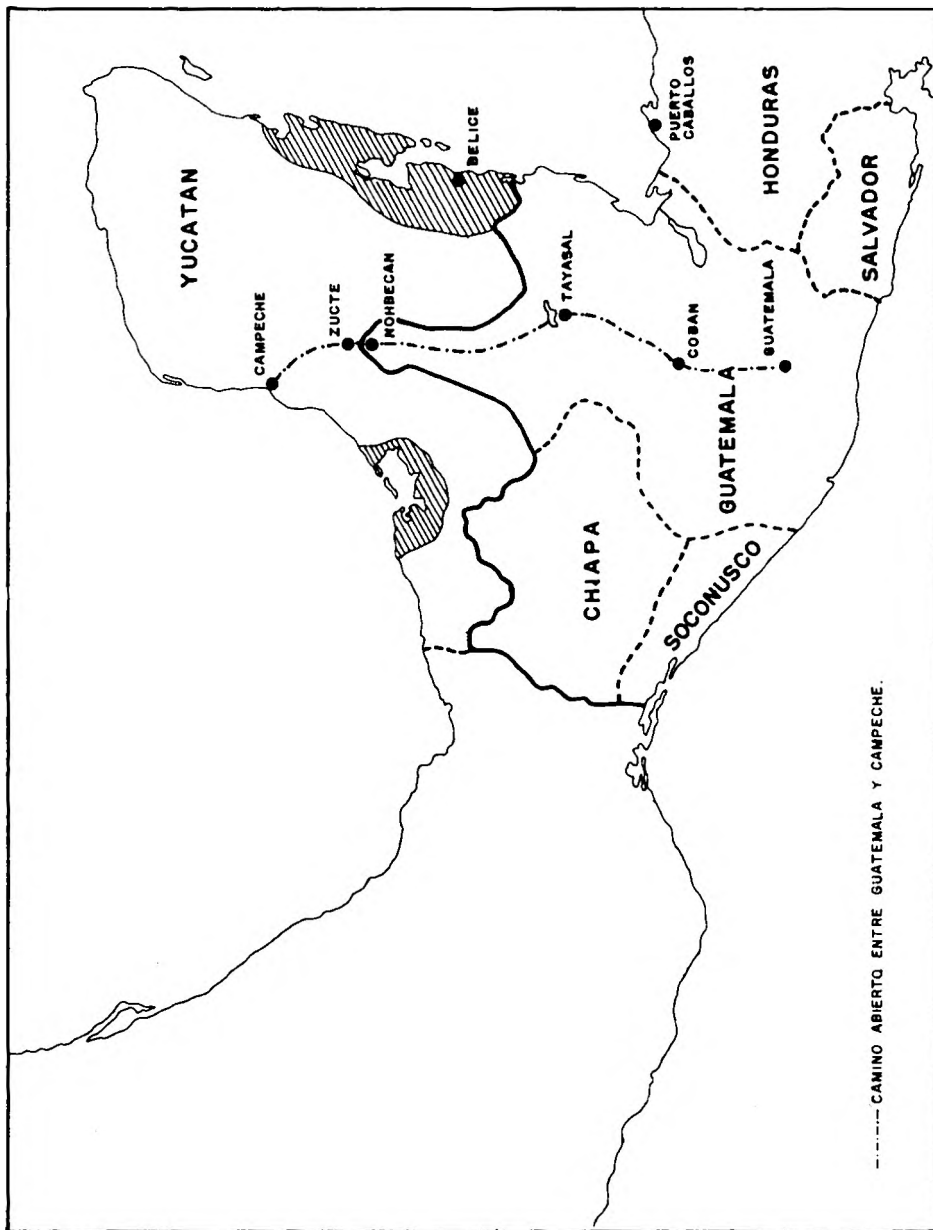 YUCATAN
CAMPECHE
ZUCTE
NOHBECAN
BELICE
TAYASAL
COBAN
GUATEMALA
PUERTO
CABALLOS
HONDURAS
SALVADOR
GUATEMALA
CHIAPA
SOCONUSCO
CAMINO ABIERTO ENTRE GUATEMALA Y CAMPECHE.